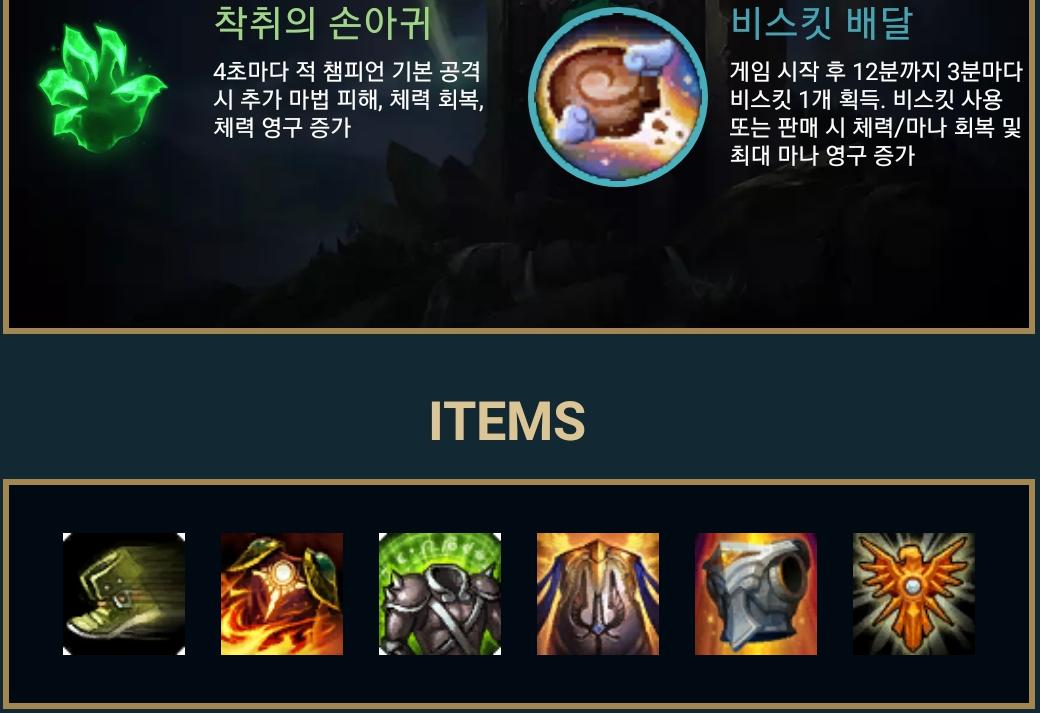 착취의 손아귀
4초마다 적 챔피언 기본 공격
시 추가 마법 피해, 체력 회복,
체력 영구 증가
비스킷 배달
게임 시작 후 12분까지 3분마다
비스킷 1개 획득. 비스킷 사용
또는 판매 시 체력/마나 회복 및
최대 마나 영구 증가
ITEMS